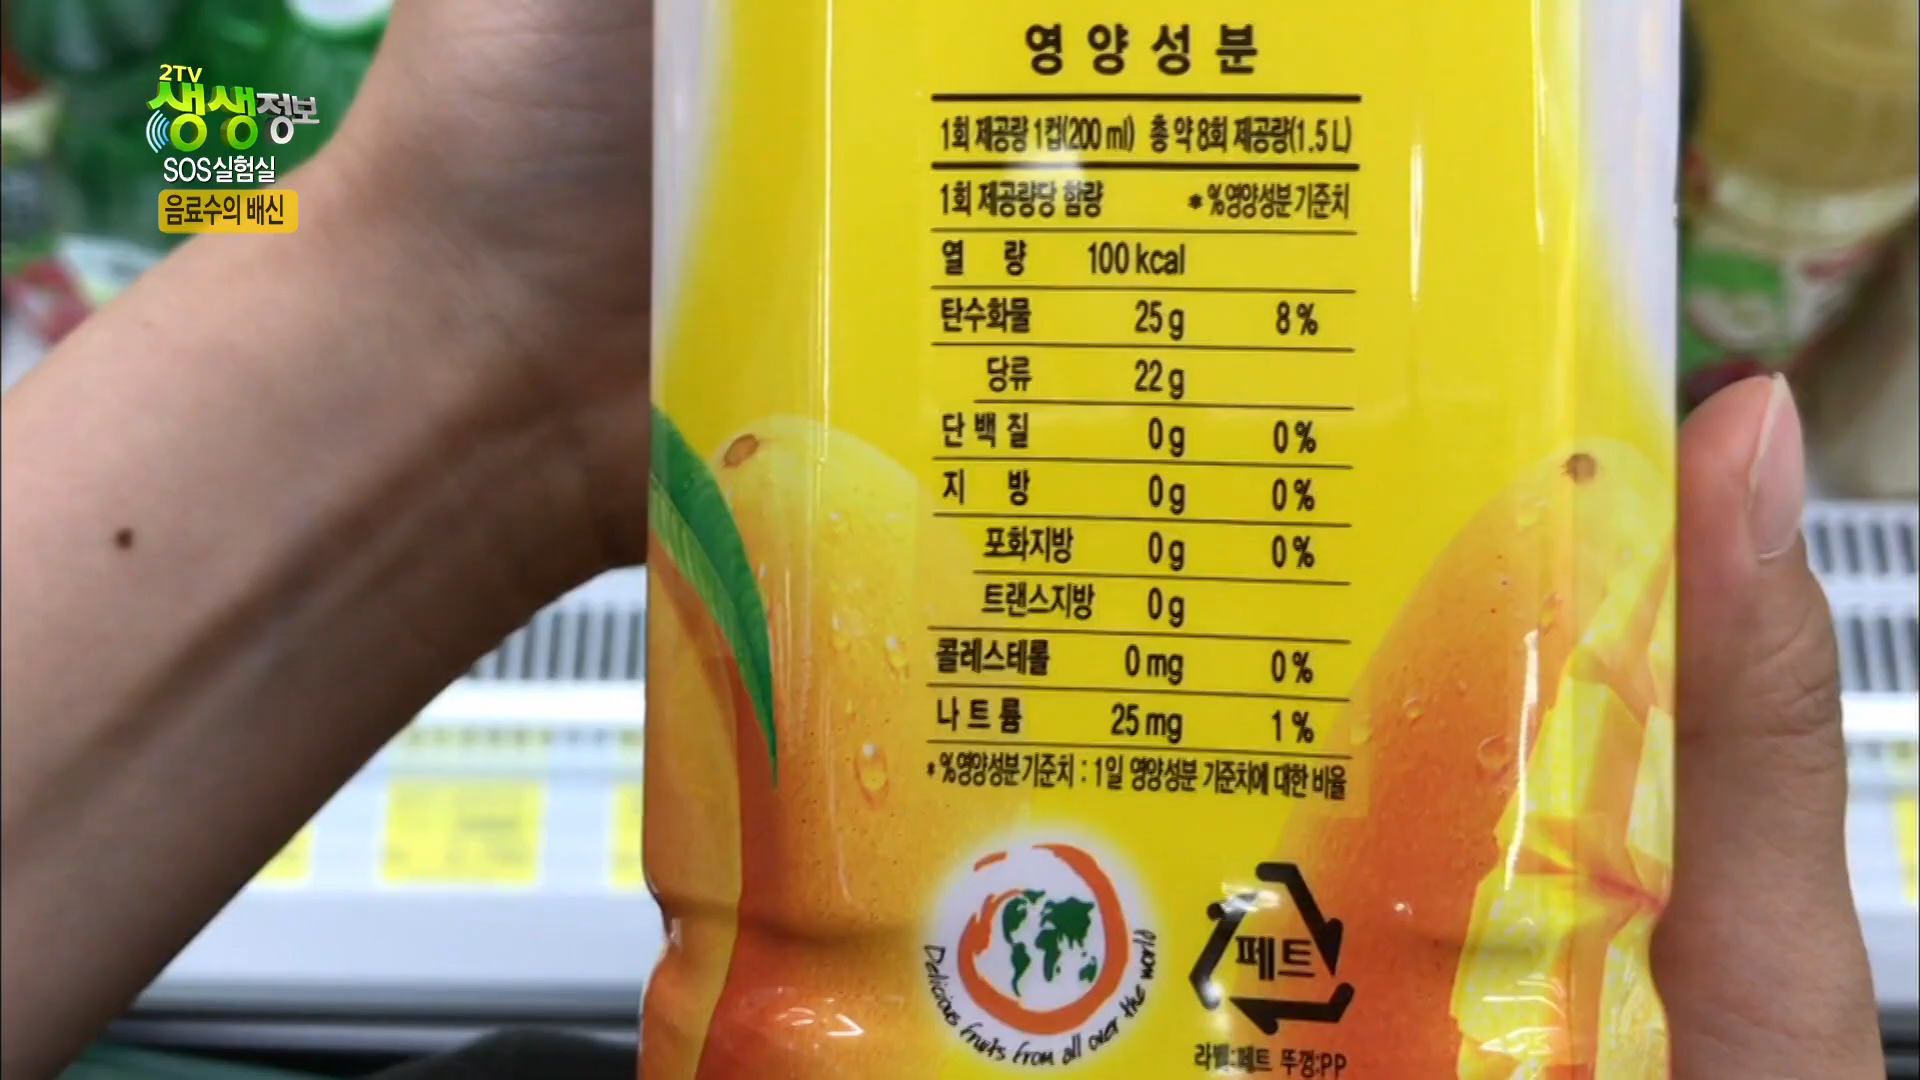 2TV
생생정보
SOS실험실
음료수의 배신
영양성분
1회 제공량 1컵(200 ml) 총 약 8회 제공량(1.5L)
1회 제공량당 함량 *%영양성분기준치
열량 100 kcal
탄수화물 25 g 8 %
당류 22 g
단백질 0 g 0 %
지방 0 g 0 %
포화지방 0 g 0 %
트랜스지방 0 g
콜레스테롤 0 mg 0 %
나트륨 25 mg 1 %
*%영양성분기준치 : 1일 영양성분 기준치에 대한 비율
Delicious fruits from all over the world
페트
라벨:페트 뚜껑:PP